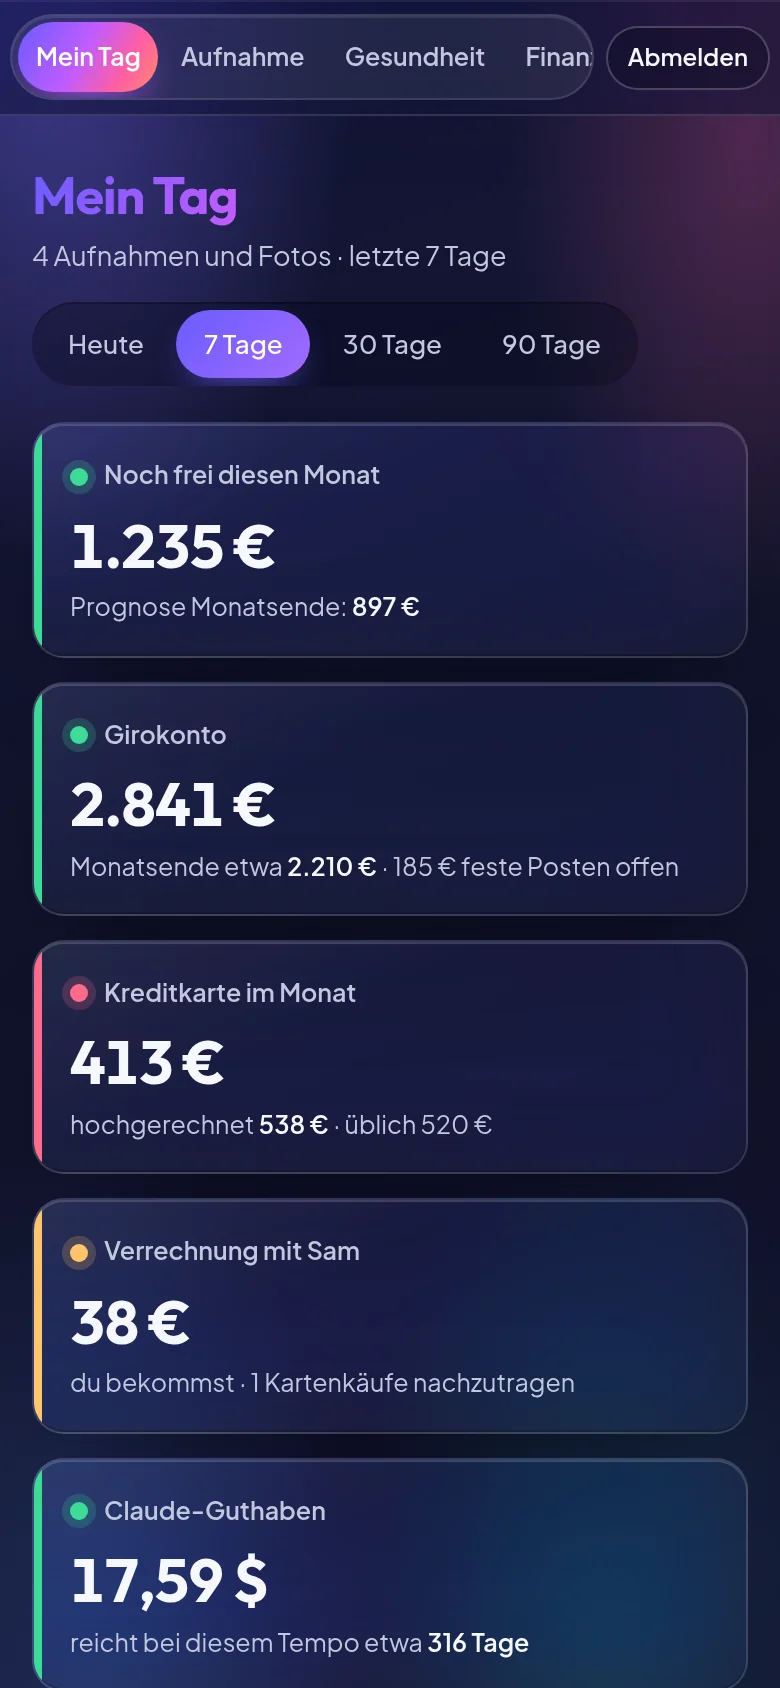 Mein Tag Aufnahme Gesundheit Finanz Abmelden
Mein Tag
4 Aufnahmen und Fotos · letzte 7 Tage
Heute 7 Tage 30 Tage 90 Tage
Noch frei diesen Monat
1.235 €
Prognose Monatsende: 897 €
Girokonto
2.841 €
Monatsende etwa 2.210 € · 185 € feste Posten offen
Kreditkarte im Monat
413 €
hochgerechnet 538 € · üblich 520 €
Verrechnung mit Sam
38 €
du bekommst · 1 Kartenkäufe nachzutragen
Claude-Guthaben
17,59 $
reicht bei diesem Tempo etwa 316 Tage